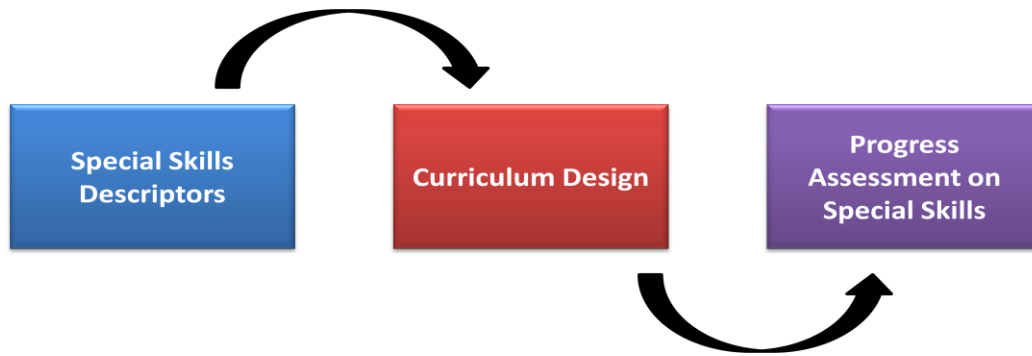 Special Skills
Descriptors
Curriculum Design
Progress
Assessment on
Special Skills